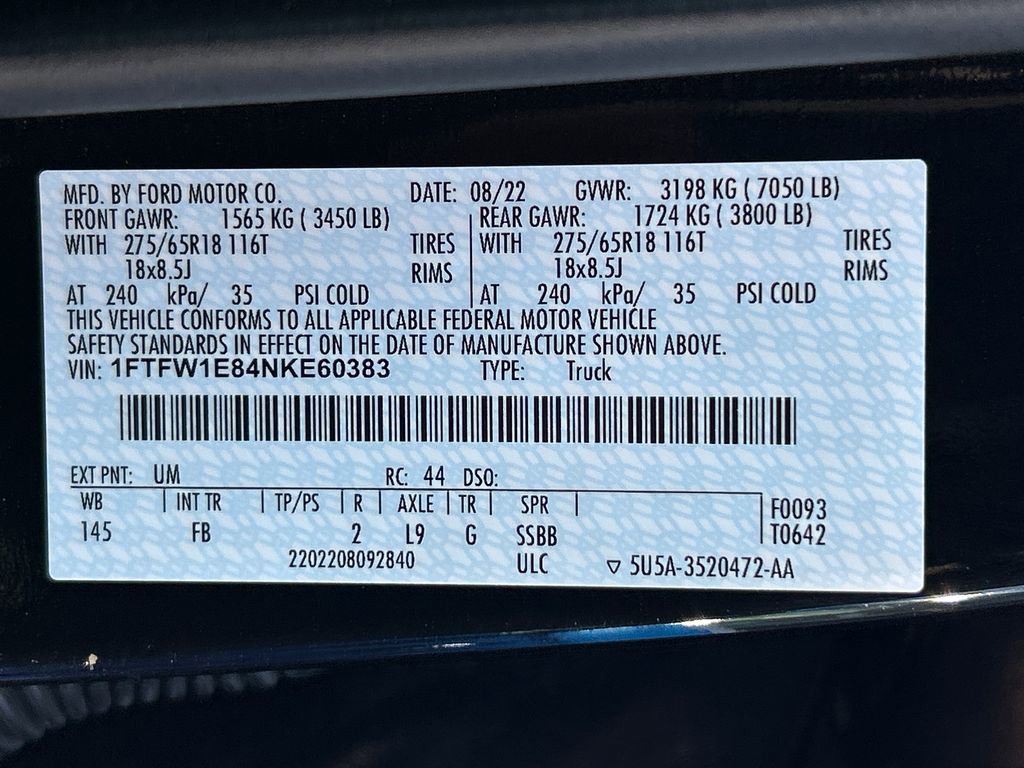 MFD. BY FORD MOTOR CO. DATE: 08/22 GVWR: 3198 KG ( 7050 LB)
FRONT GAWR: 1565 KG ( 3450 LB) REAR GAWR: 1724 KG ( 3800 LB)
WITH 275/65R18 116T TIRES WITH 275/65R18 116T TIRES
18x8.5J RIMS 18x8.5J RIMS
AT 240 kPa/ 35 PSI COLD AT 240 kPa/ 35 PSI COLD
THIS VEHICLE CONFORMS TO ALL APPLICABLE FEDERAL MOTOR VEHICLE
SAFETY STANDARDS IN EFFECT ON THE DATE OF MANUFACTURE SHOWN ABOVE.
VIN: 1FTFW1E84NKE60383 TYPE: Truck
EXT PNT: UM RC: 44 DSO:
WB INT TR TP/PS R AXLE TR SPR F0093
145 FB 2 L9 G SSBB T0642
2202208092840 ULC ▽ 5U5A-3520472-AA